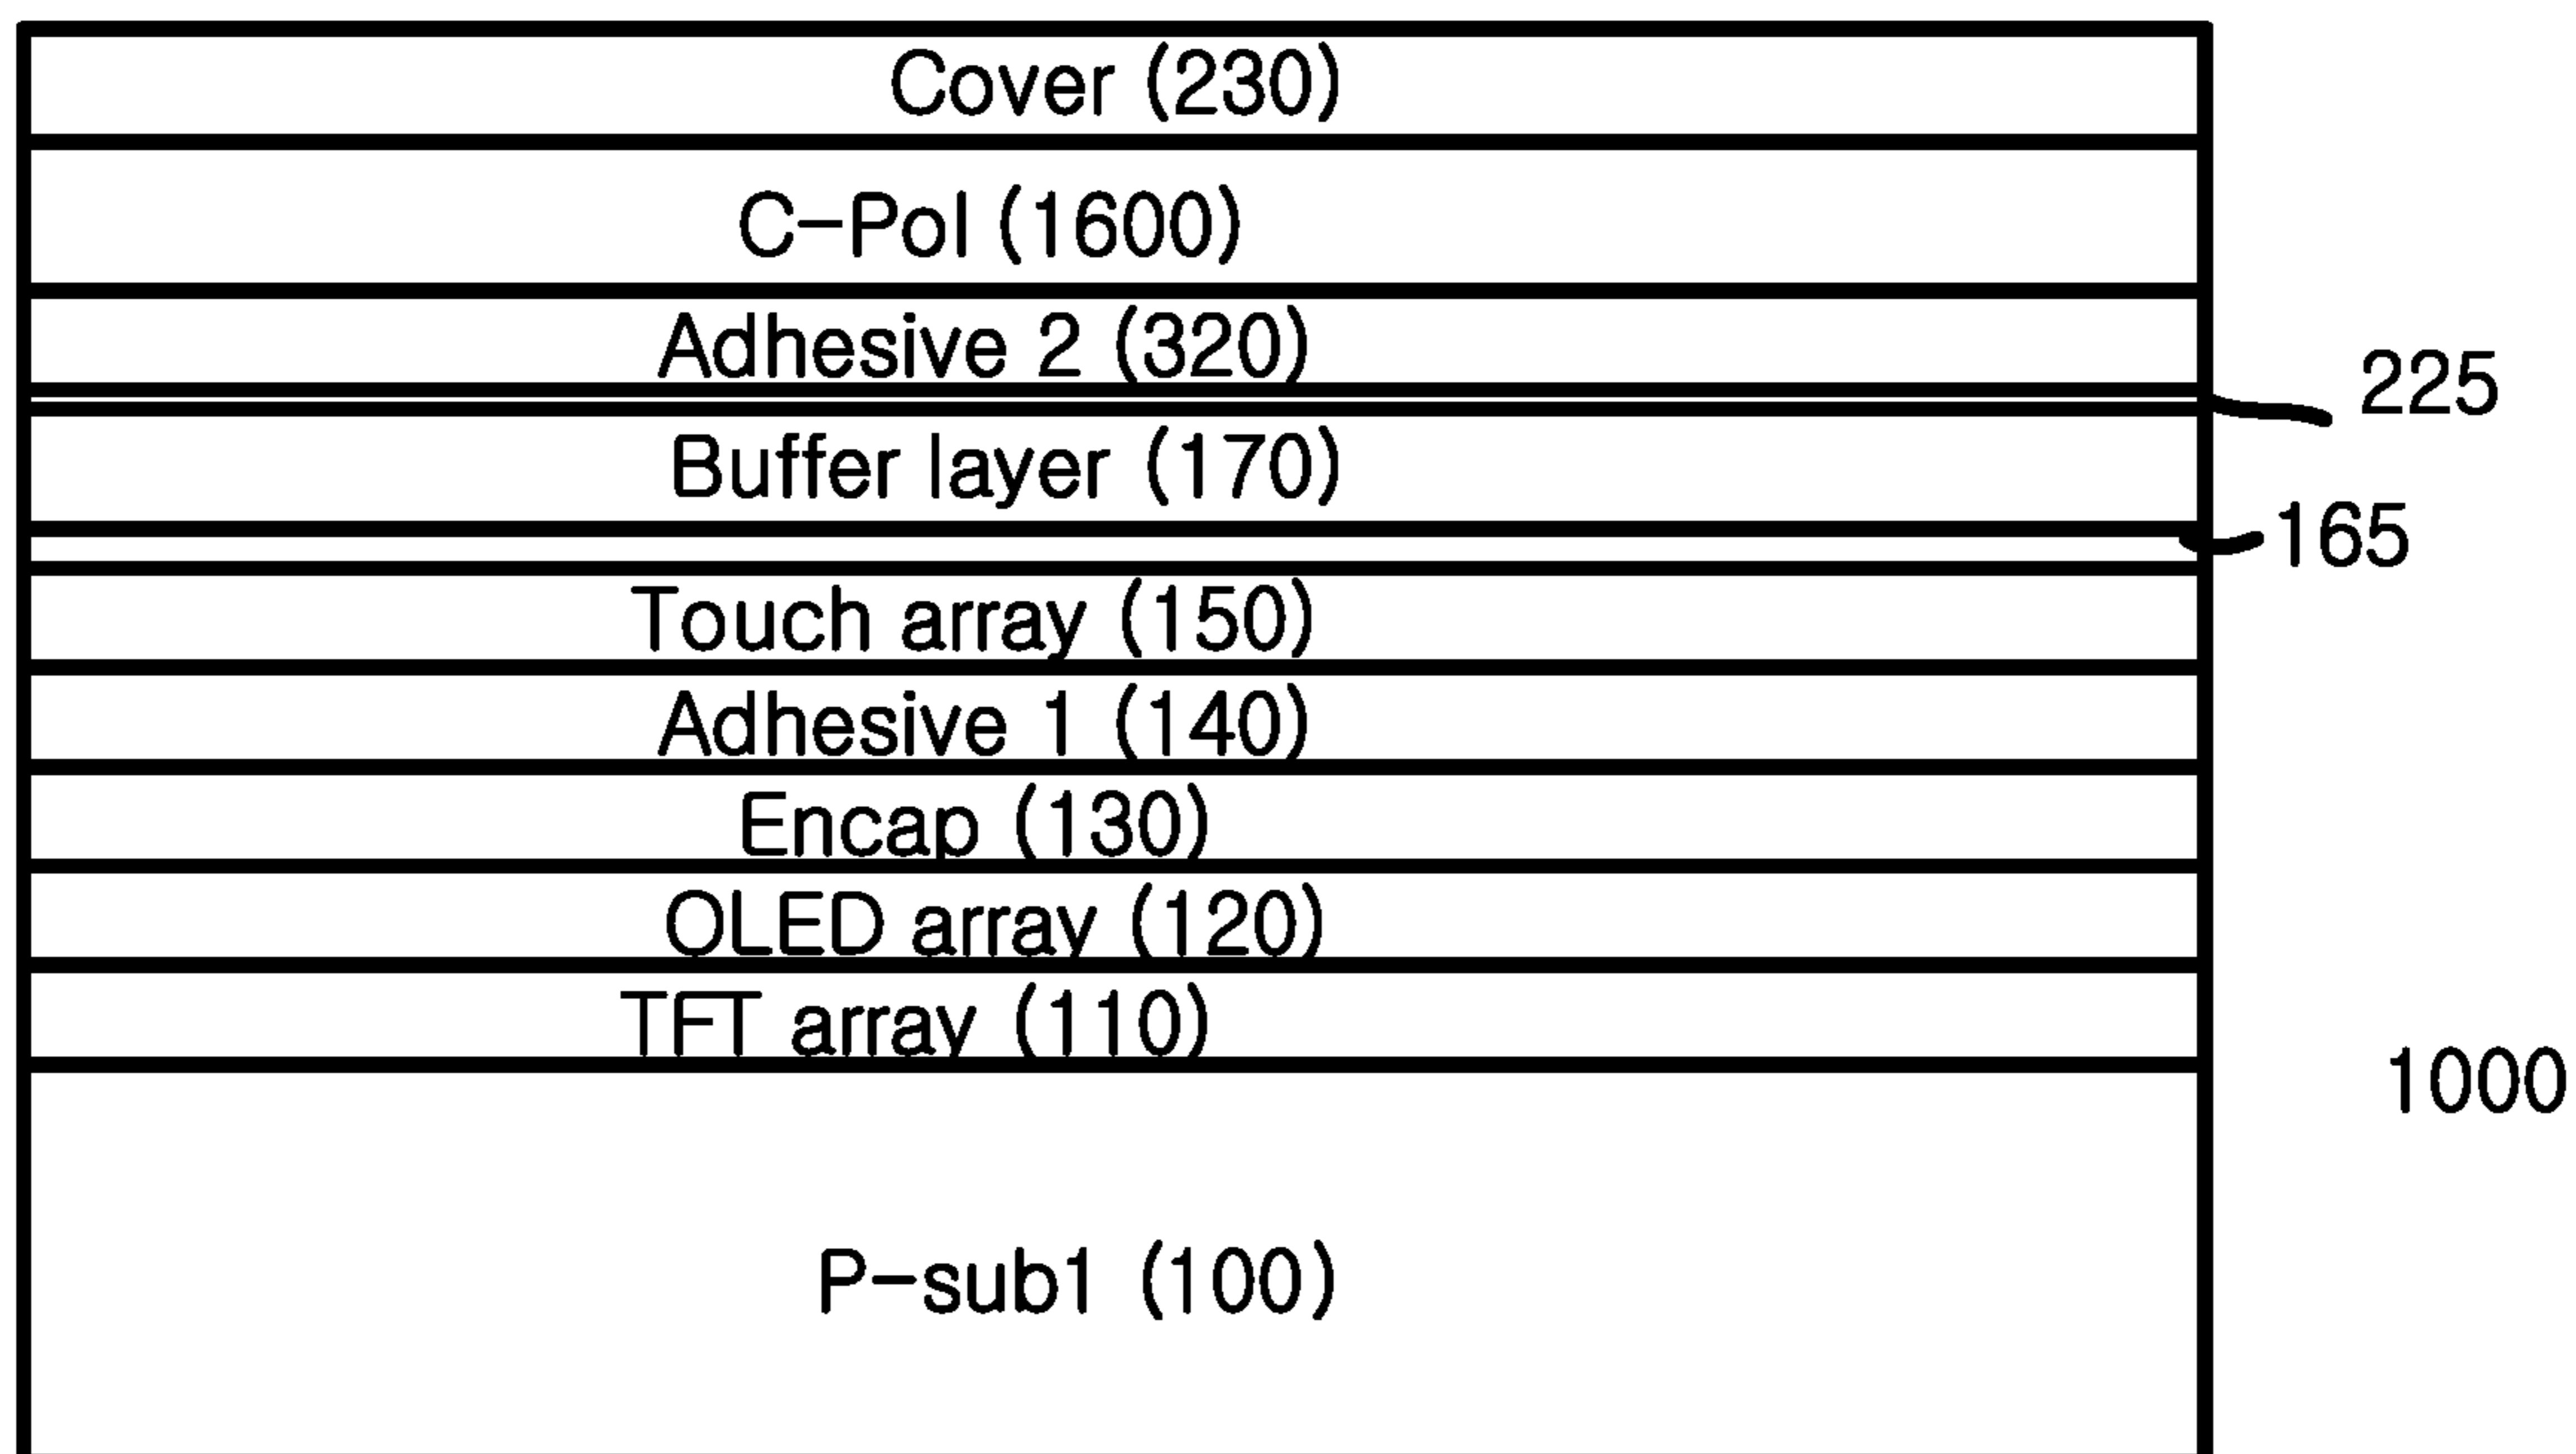 Cover (230)
C-Pol (1600)
Adhesive 2 (320)
225
Buffer layer (170)
165
Touch array (150)
Adhesive 1 (140)
Encap (130)
OLED array (120)
TFT array (110)
1000
P-sub1 (100)